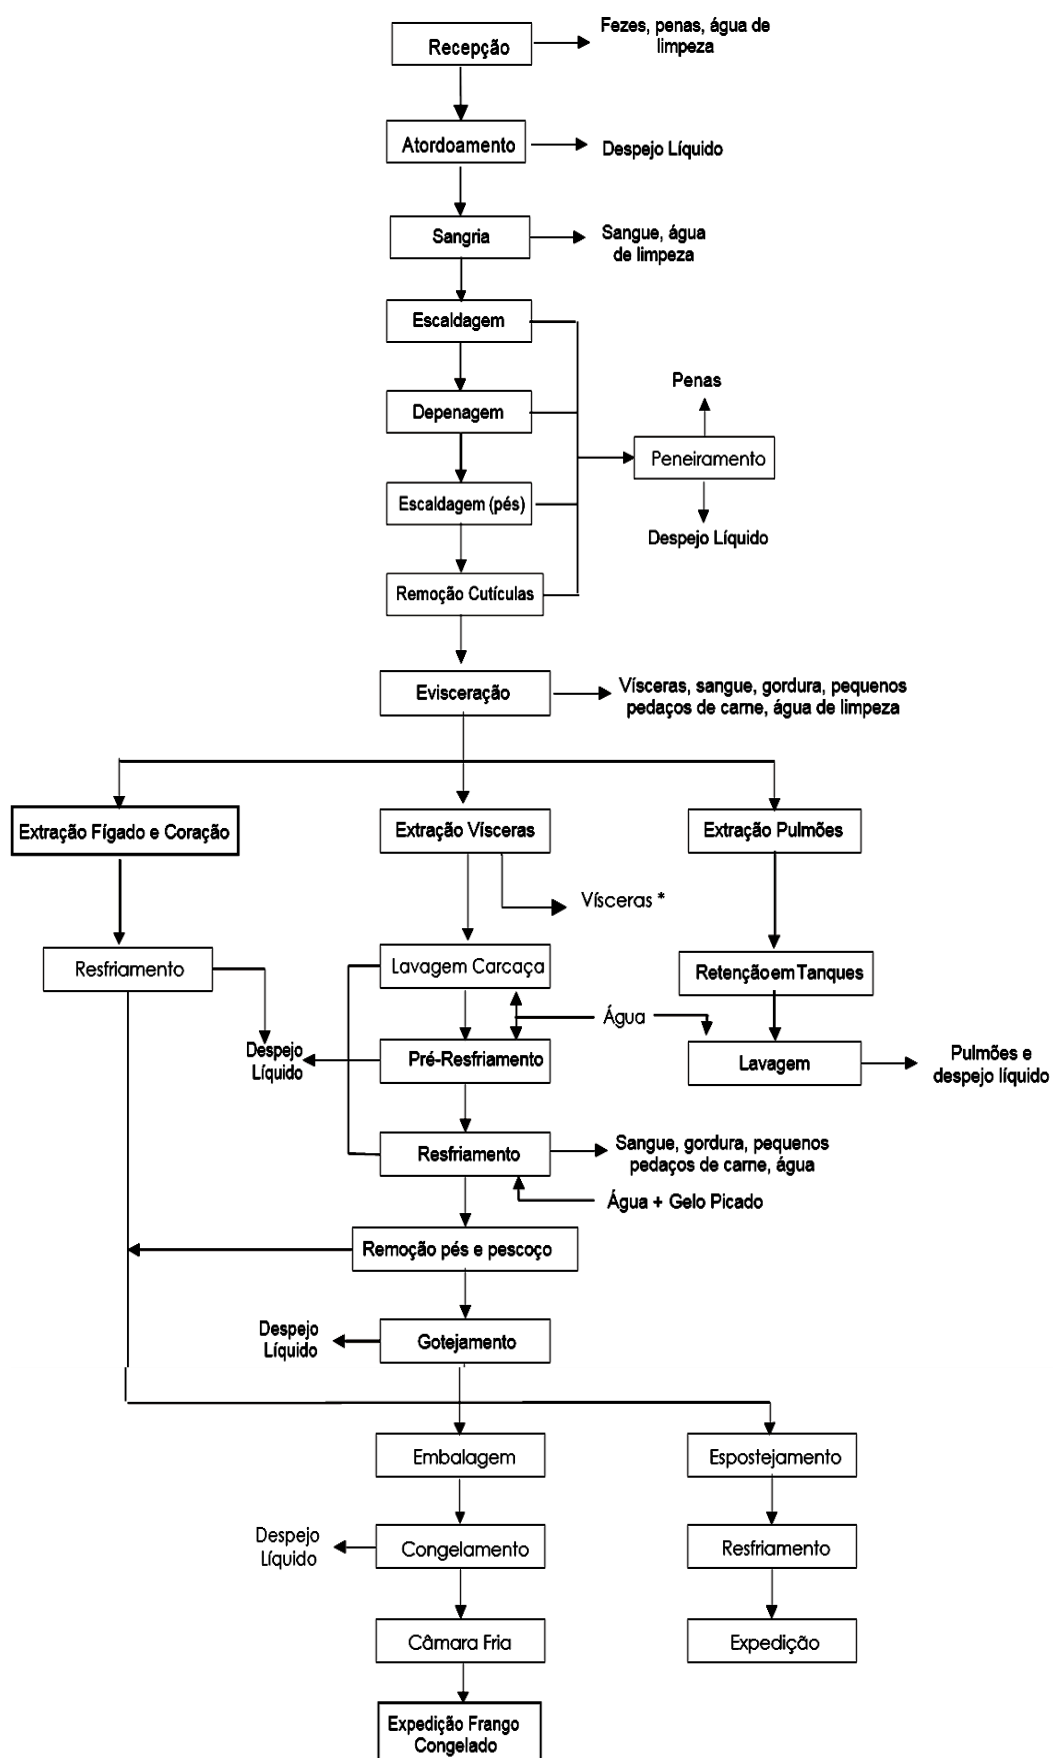 Fezes, penas, água de
limpeza
Recepção
Atordoamento
Despejo Líquido
Sangria
Sangue, água
de limpeza
Escaldagem
Penas
Depenagem
Peneiramento
Escaldagem (pés)
Despejo Líquido
Remoção Cutículas
Evisceração
Vísceras, sangue, gordura, pequenos
pedaços de carne, água de limpeza
Extração Fígado e Coração
Extração Vísceras
Extração Pulmões
Vísceras *
Resfriamento
Lavagem Carcaça
Retenção em Tanques
Água
Despejo
Líquido
Pré-Resfriamento
Lavagem
Pulmões e
despejo líquido
Resfriamento
Sangue, gordura, pequenos
pedaços de carne, água
Água + Gelo Picado
Remoção pés e pescoço
Despejo
Líquido
Gotejamento
Embalagem
Espostejamento
Despejo
Líquido
Congelamento
Resfriamento
Câmara Fria
Expedição
Expedição Frango
Congelado